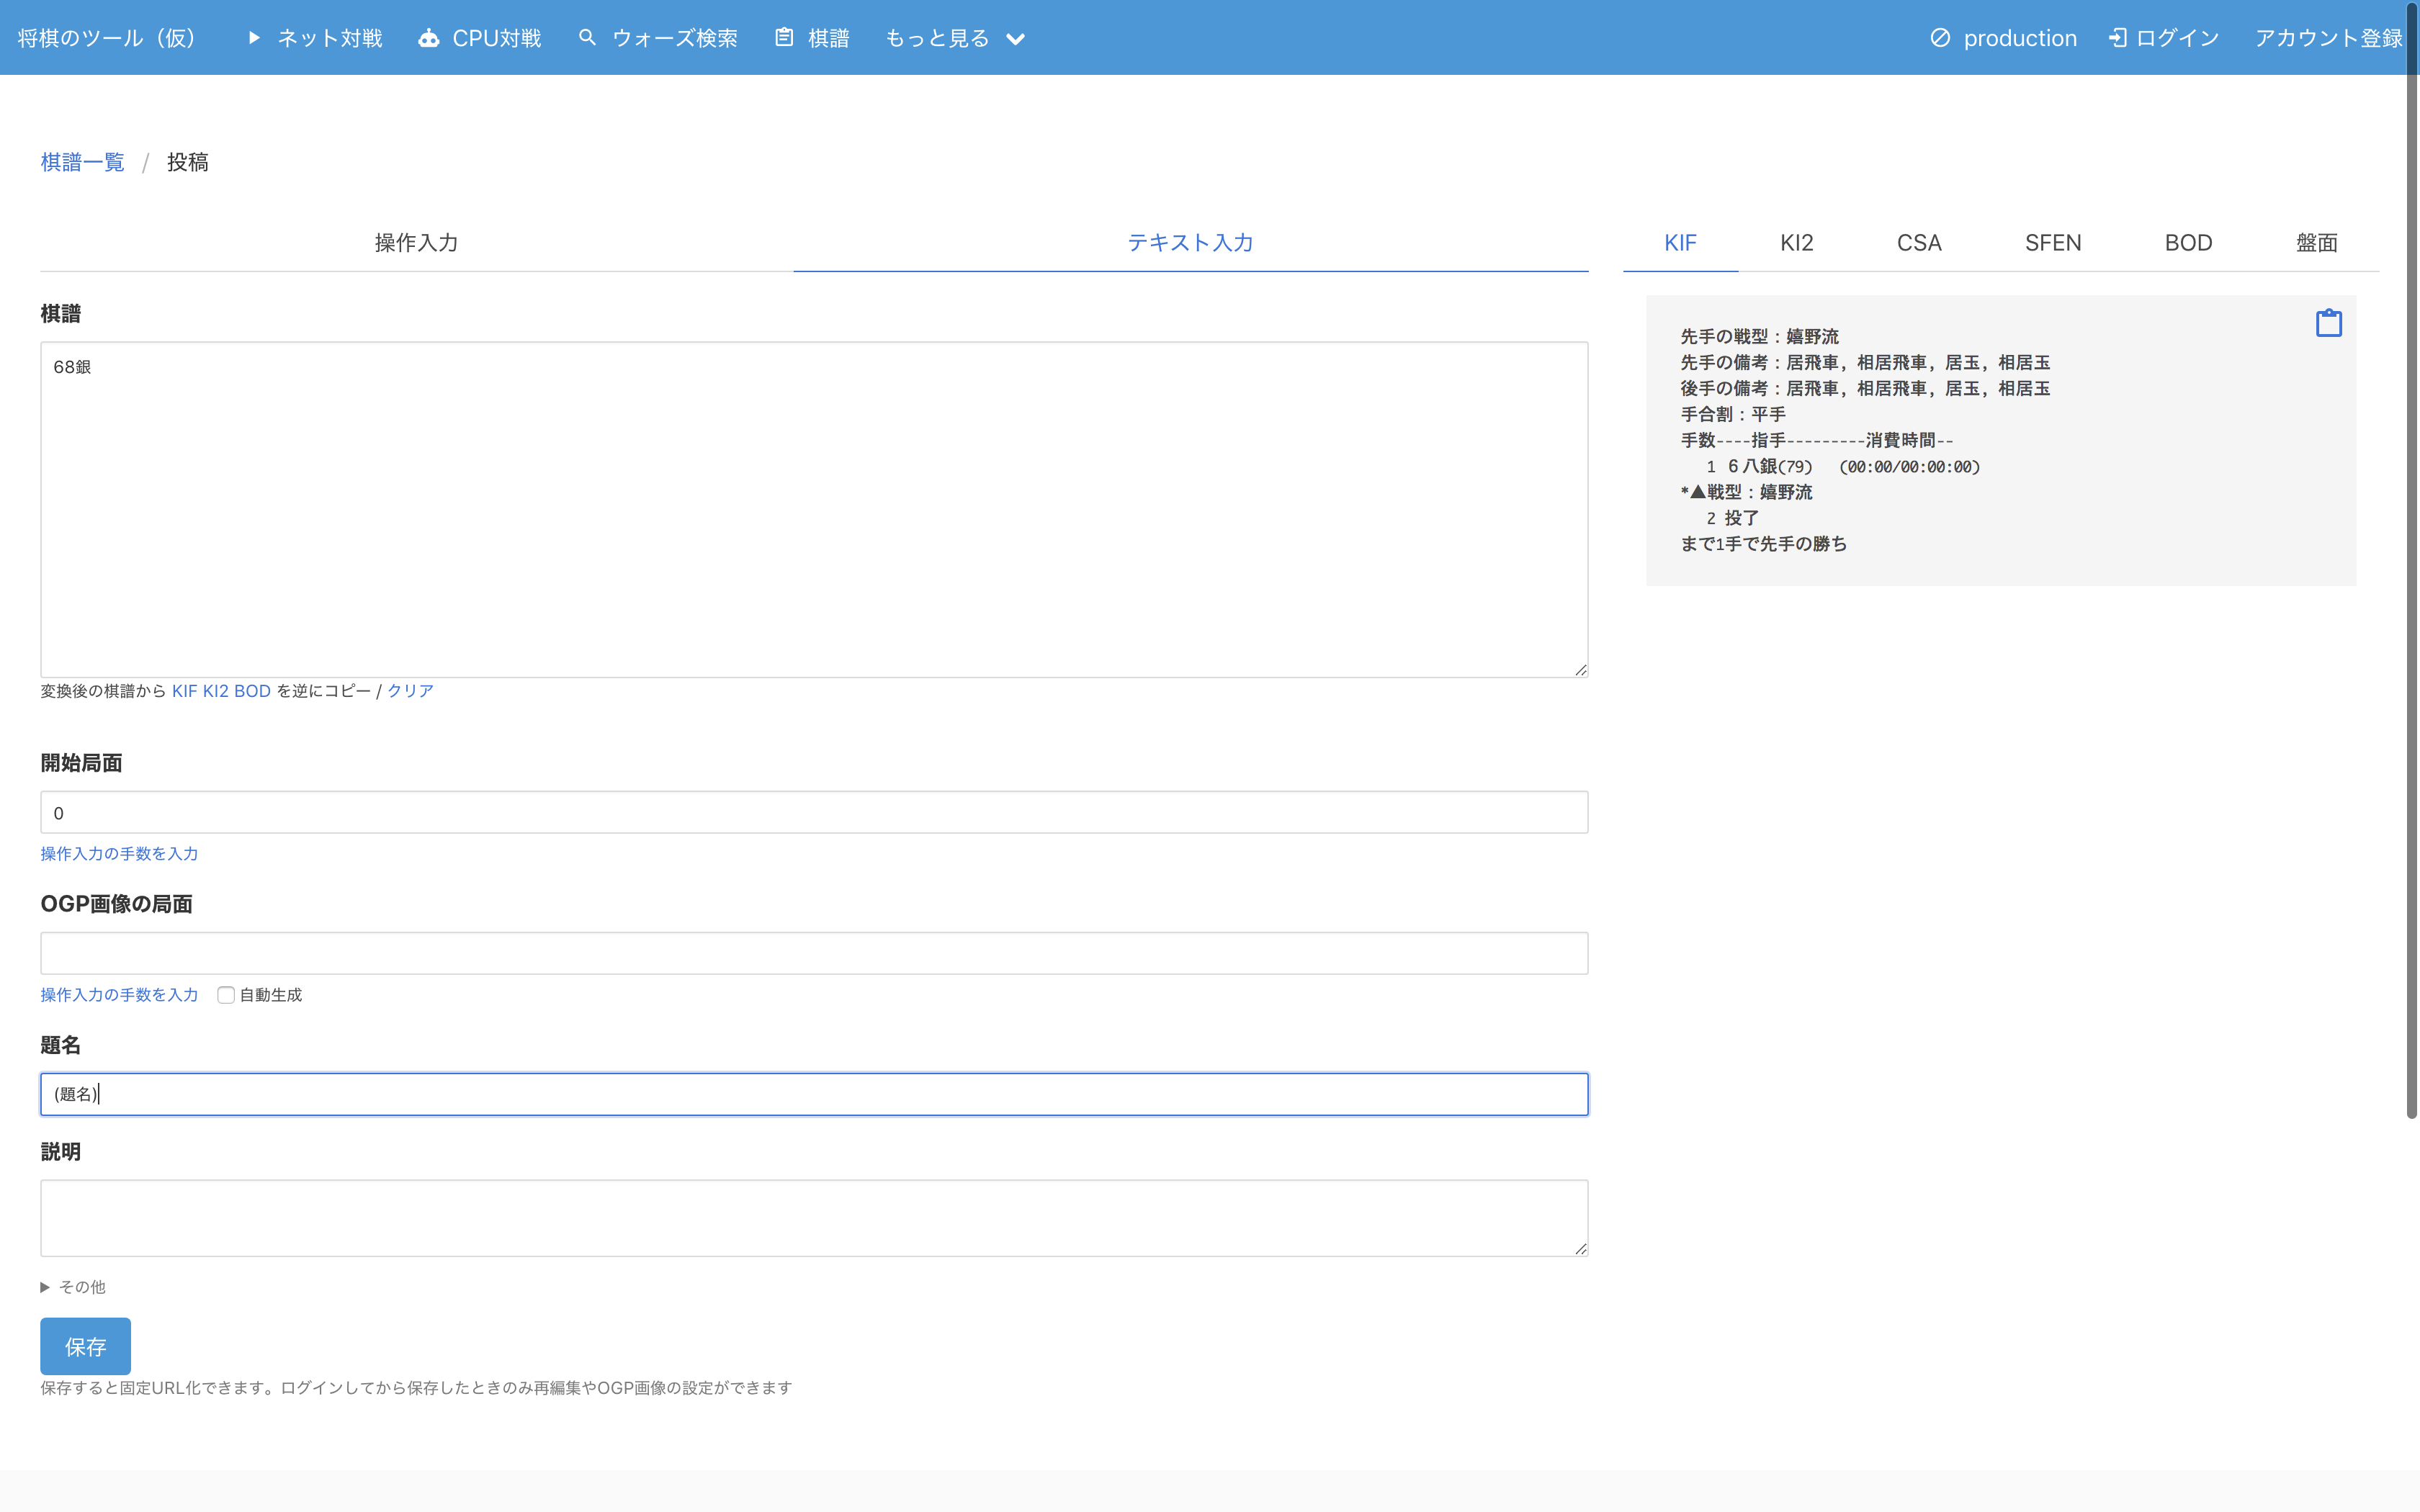 将棋のツール（仮） ネット対戦 CPU対戦 ウォーズ検索 棋譜 もっと見る production ログイン アカウント登録
棋譜一覧 / 投稿
操作入力 テキスト入力
棋譜
68銀
変換後の棋譜から KIF KI2 BOD を逆にコピー / クリア
開始局面
0
操作入力の手数を入力
OGP画像の局面
操作入力の手数を入力 自動生成
題名
(題名)
説明
その他
保存
保存すると固定URL化できます。ログインしてから保存したときのみ再編集やOGP画像の設定ができます
KIF KI2 CSA SFEN BOD 盤面
先手の戦型：嬉野流
先手の備考：居飛車, 相居飛車, 居玉, 相居玉
後手の備考：居飛車, 相居飛車, 居玉, 相居玉
手合割：平手
手数----指手---------消費時間--
1 ６八銀(79) (00:00/00:00:00)
*▲戦型：嬉野流
2 投了
まで1手で先手の勝ち